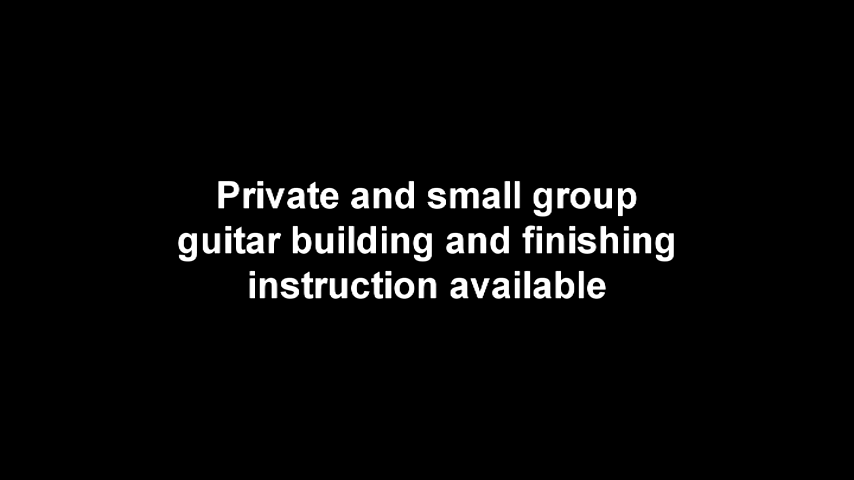 Private and small group
guitar building and finishing
instruction available